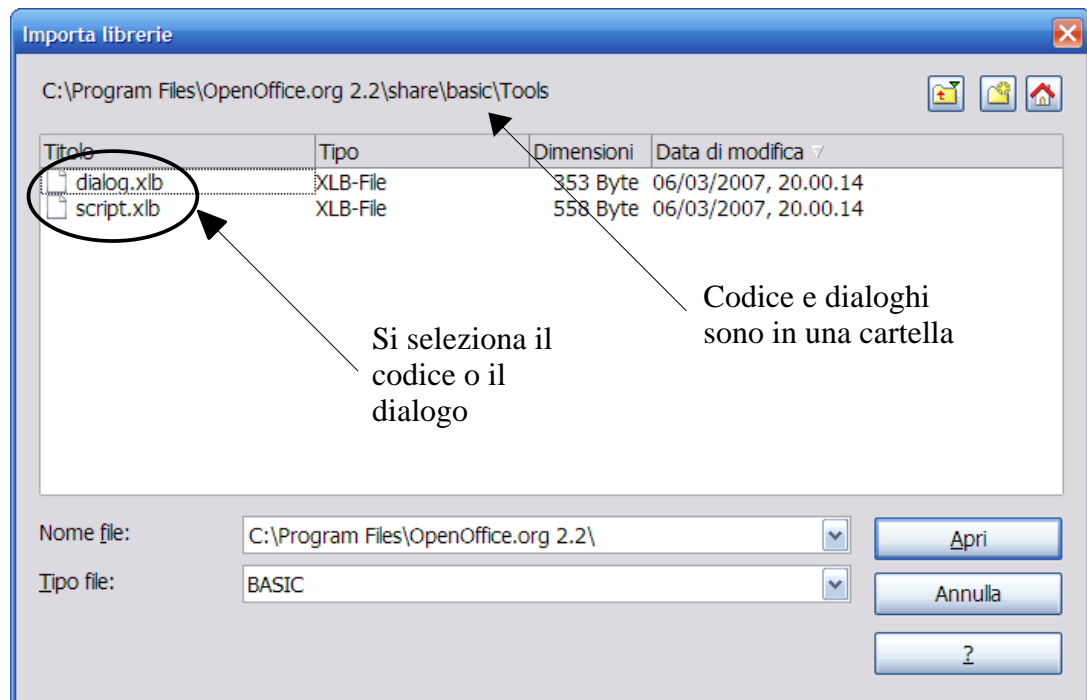 Importa librerie
C:\Program Files\OpenOffice.org 2.2\share\basic\Tools
Titolo Tipo Dimensioni Data di modifica
dialog.xlb XLB-File 353 Byte 06/03/2007, 20.00.14
script.xlb XLB-File 558 Byte 06/03/2007, 20.00.14
Codice e dialoghi
sono in una cartella
Si seleziona il
codice o il
dialogo
Nome file: C:\Program Files\OpenOffice.org 2.2\ Apri
Tipo file: BASIC Annulla
?